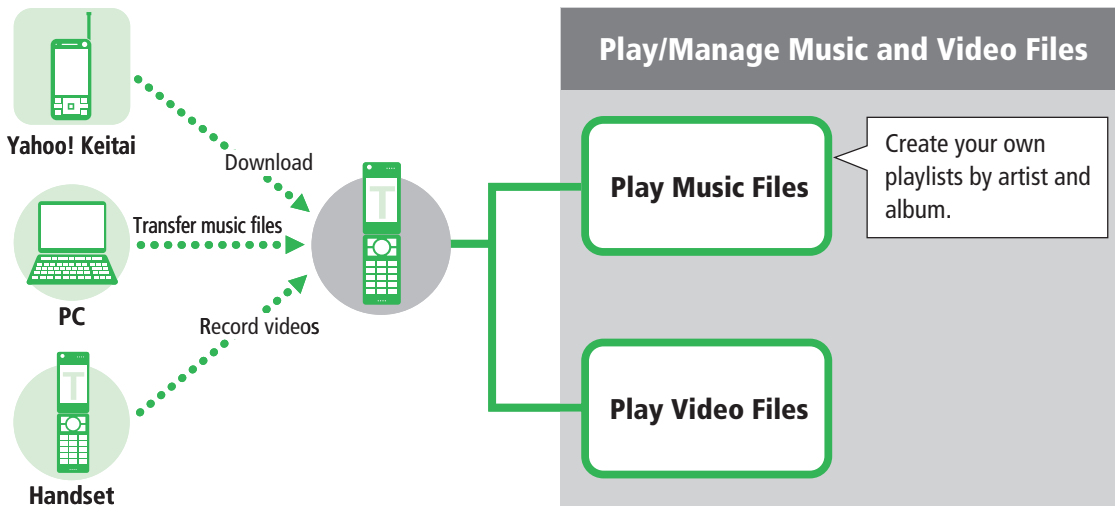 Play/Manage Music and Video Files
Yahoo! Keitai
Download
Transfer music files
PC
Record videos
Handset
T
T
Play Music Files
Create your own
playlists by artist and
album.
Play Video Files